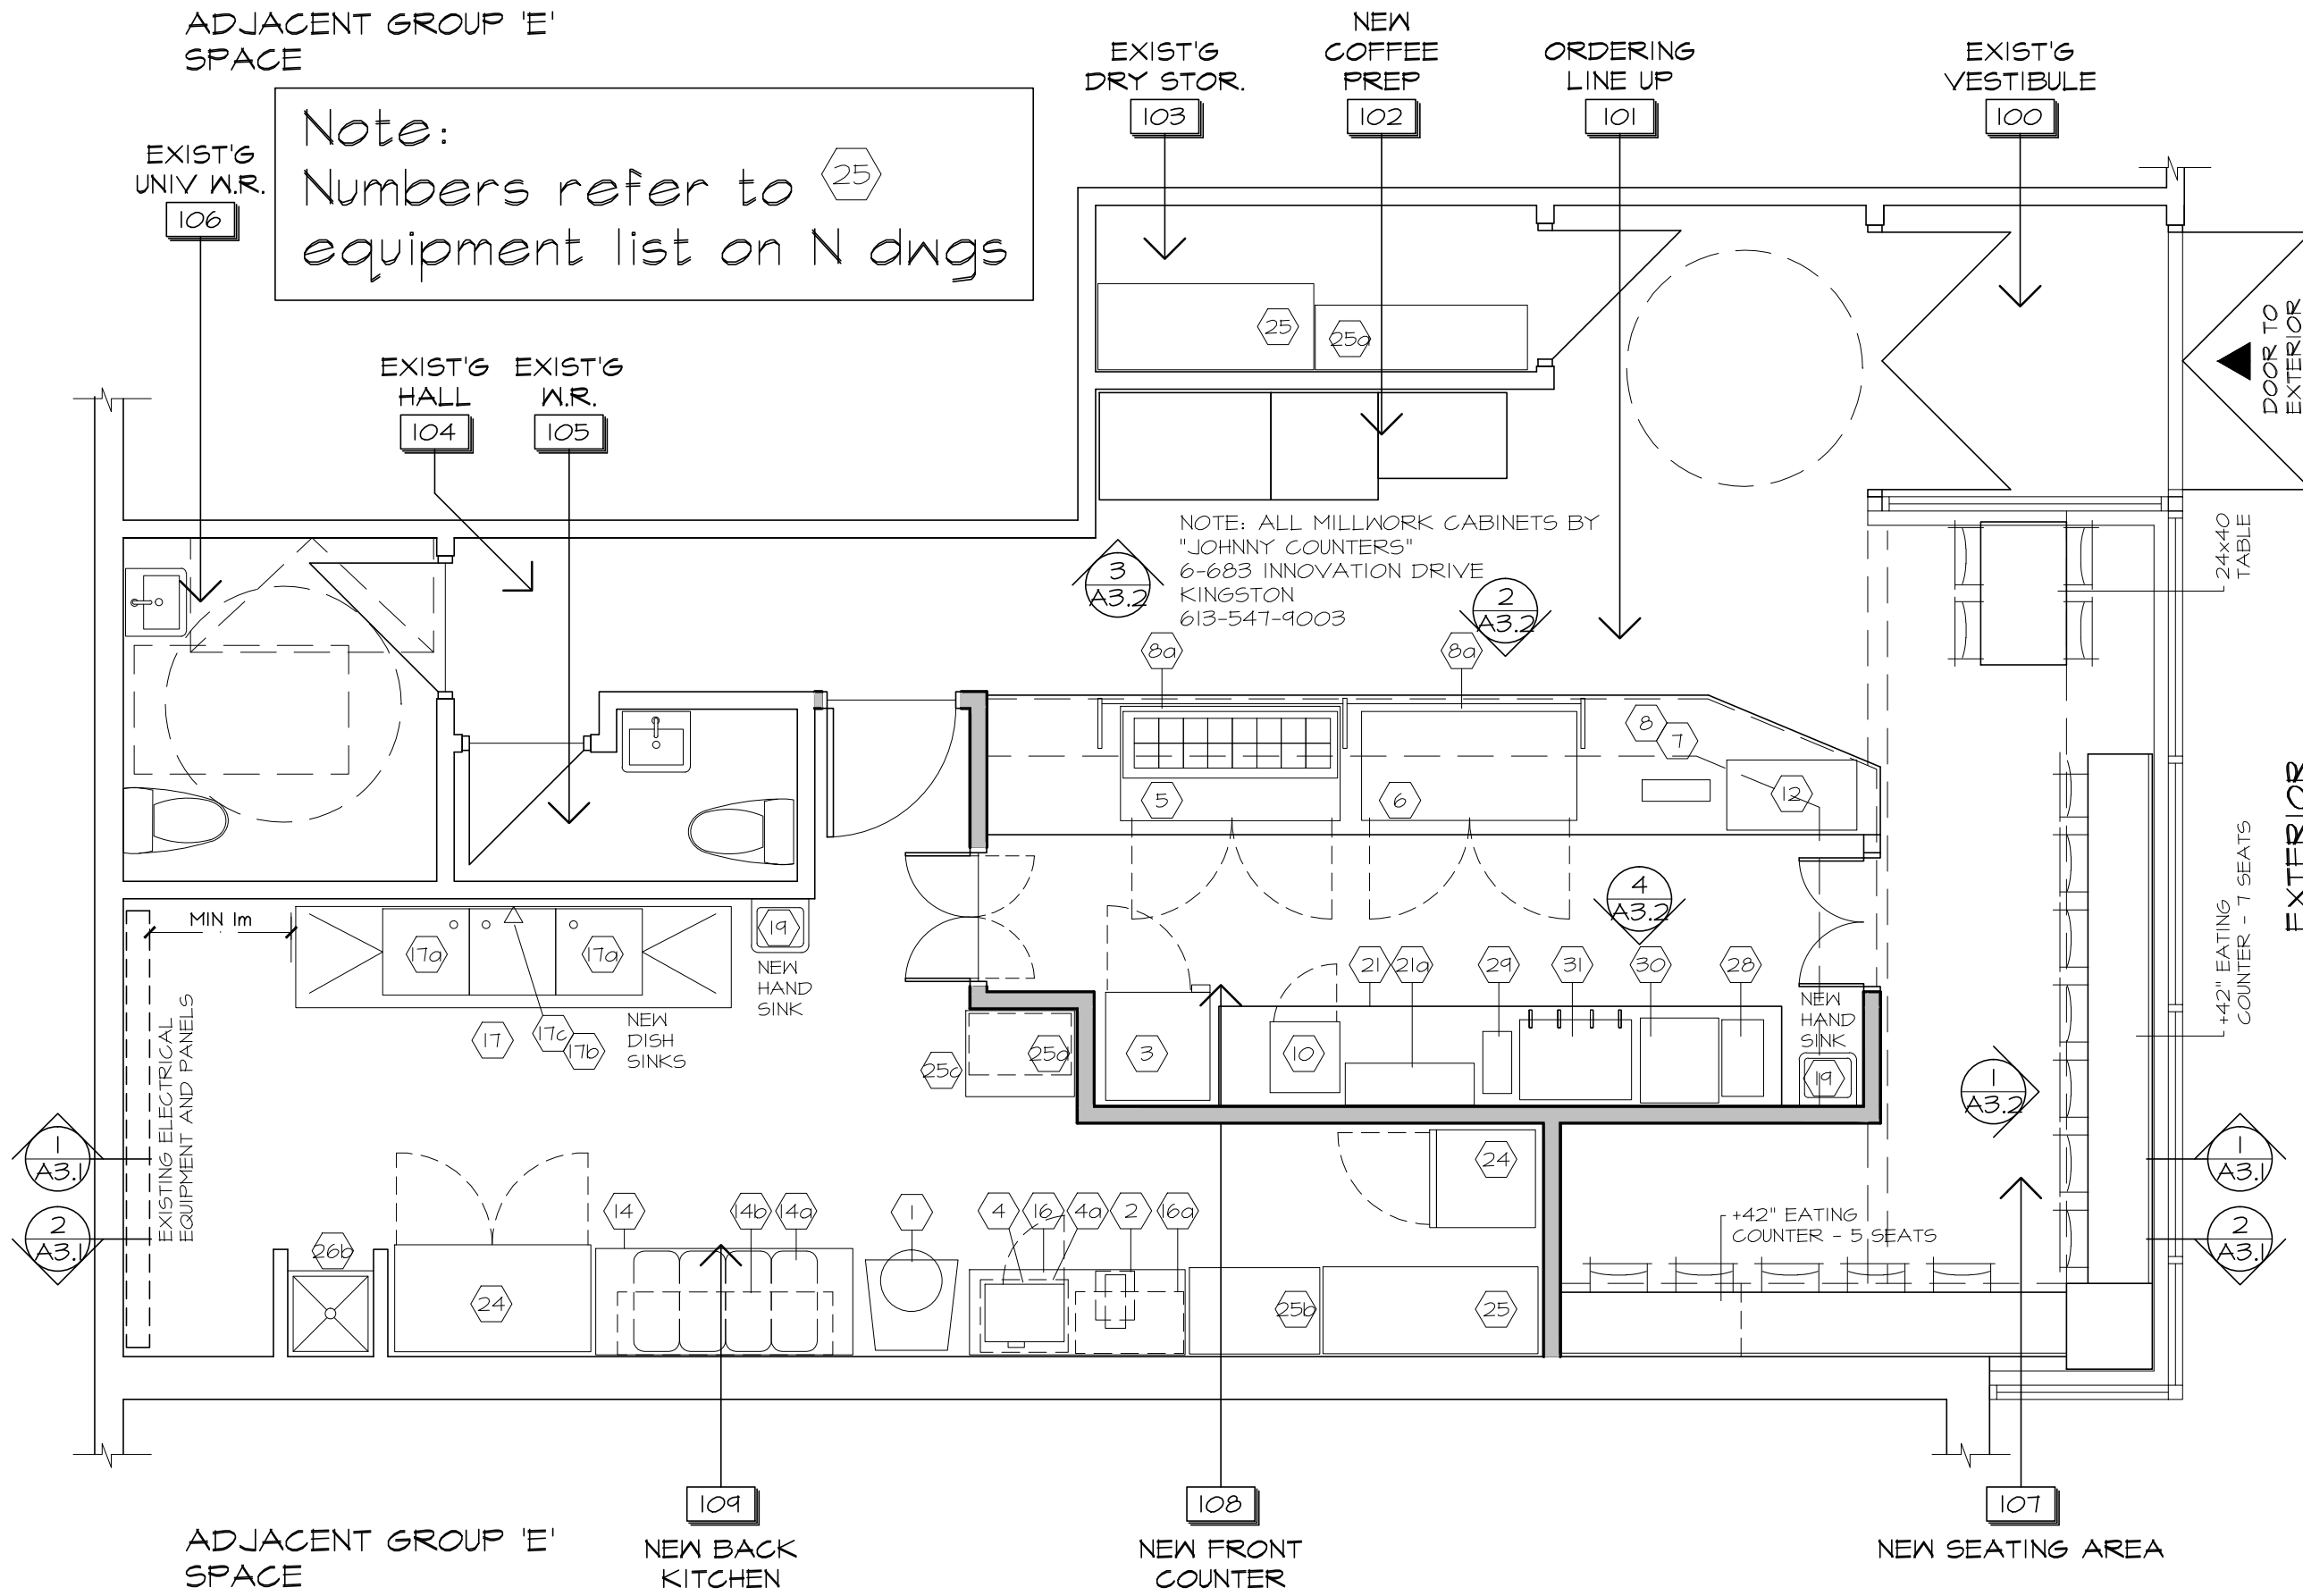 ADJACENT GROUP 'E'
SPACE
Note:
Numbers refer to 25
equipment list on N dwgs
EXIST'G
UNIV W.R.
106
EXIST'G
HALL
104
EXIST'G
W.R.
105
EXIST'G
DRY STOR.
103
NEW
COFFEE
PREP
102
ORDERING
LINE UP
101
EXIST'G
VESTIBULE
100
DOOR TO
EXTERIOR
25
25a
NOTE: ALL MILLWORK CABINETS BY
"JOHNNY COUNTERS"
6-683 INNOVATION DRIVE
KINGSTON
613-547-9003
3
A3.2
2
A3.2
24x40
TABLE
8a
8a
8
7
5
6
12
EXTERIOR
+42" EATING
COUNTER - 7 SEATS
MIN 1m
17a
17a
19
NEW
HAND
SINK
17
17c
17b
NEW
DISH
SINKS
EXISTING ELECTRICAL
EQUIPMENT AND PANELS
4
A3.2
21
21a
29
31
30
28
NEW
HAND
SINK
19
25c
25a
3
10
1
A3.2
1
A3.1
2
A3.1
1
A3.1
2
A3.1
24
26b
24
14
14b
14a
1
4
16
4a
2
16a
25b
25
+42" EATING
COUNTER - 5 SEATS
109
NEW BACK
KITCHEN
108
NEW FRONT
COUNTER
107
NEW SEATING AREA
ADJACENT GROUP 'E'
SPACE